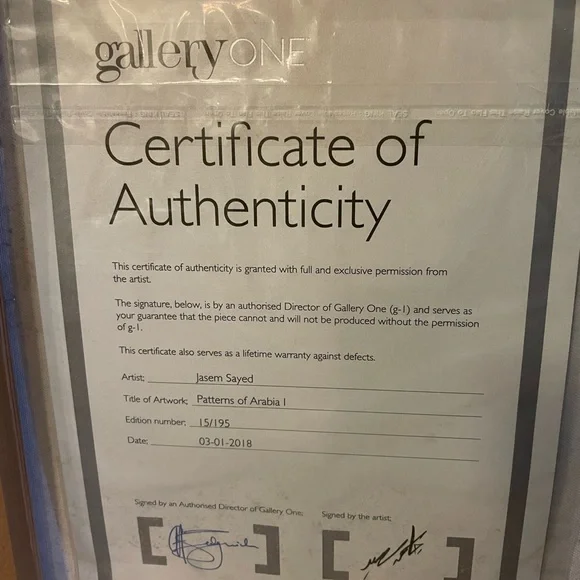 galleryONE
Certificate of
Authenticity
This certificate of authenticity is granted with full and exclusive permission from
the artist.
The signature, below, is by an authorised Director of Gallery One (g-1) and serves as
your guarantee that the piece cannot and will not be produced without the permission
of g-1.
This certificate also serves as a lifetime warranty against defects.
Artist: Jasem Sayed
Title of Artwork: Patterns of Arabia I
Edition number: 15/195
Date: 03-01-2018
Signed by an Authorised Director of Gallery One: Signed by the artist: